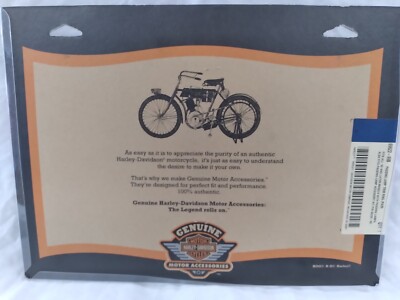 As easy as it is to appreciate the purity of an authentic
Harley-Davidson® motorcycle, it's just as easy to understand
the desire to make it your own.
That's why we make Genuine Motor Accessories.™
They're designed for perfect fit and performance.
100% authentic.
Genuine Harley-Davidson Motor Accessories:
The Legend rolls on.™
GENUINE
HARLEY-DAVIDSON
MOTOR ACCESSORIES